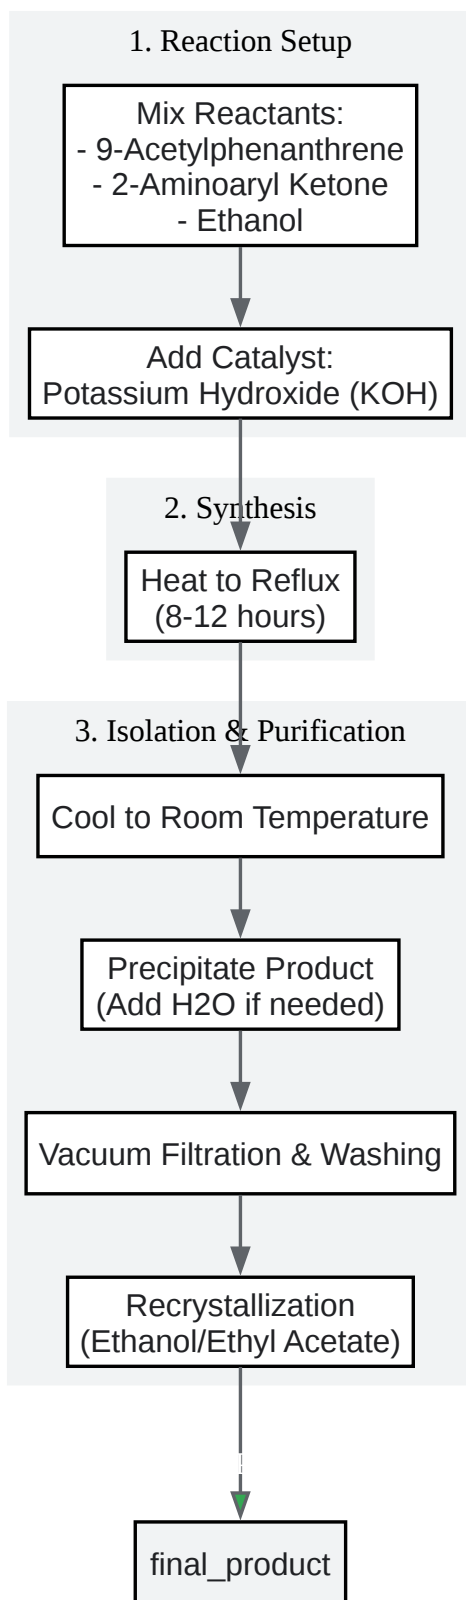 1. Reaction Setup
Mix Reactants:
- 9-Acetylphenanthrene
- 2-Aminoaryl Ketone
- Ethanol
Add Catalyst:
Potassium Hydroxide (KOH)
2. Synthesis
Heat to Reflux
(8-12 hours)
3. Isolation & Purification
Cool to Room Temperature
Precipitate Product
(Add H2O if needed)
Vacuum Filtration & Washing
Recrystallization
(Ethanol/Ethyl Acetate)
final_product